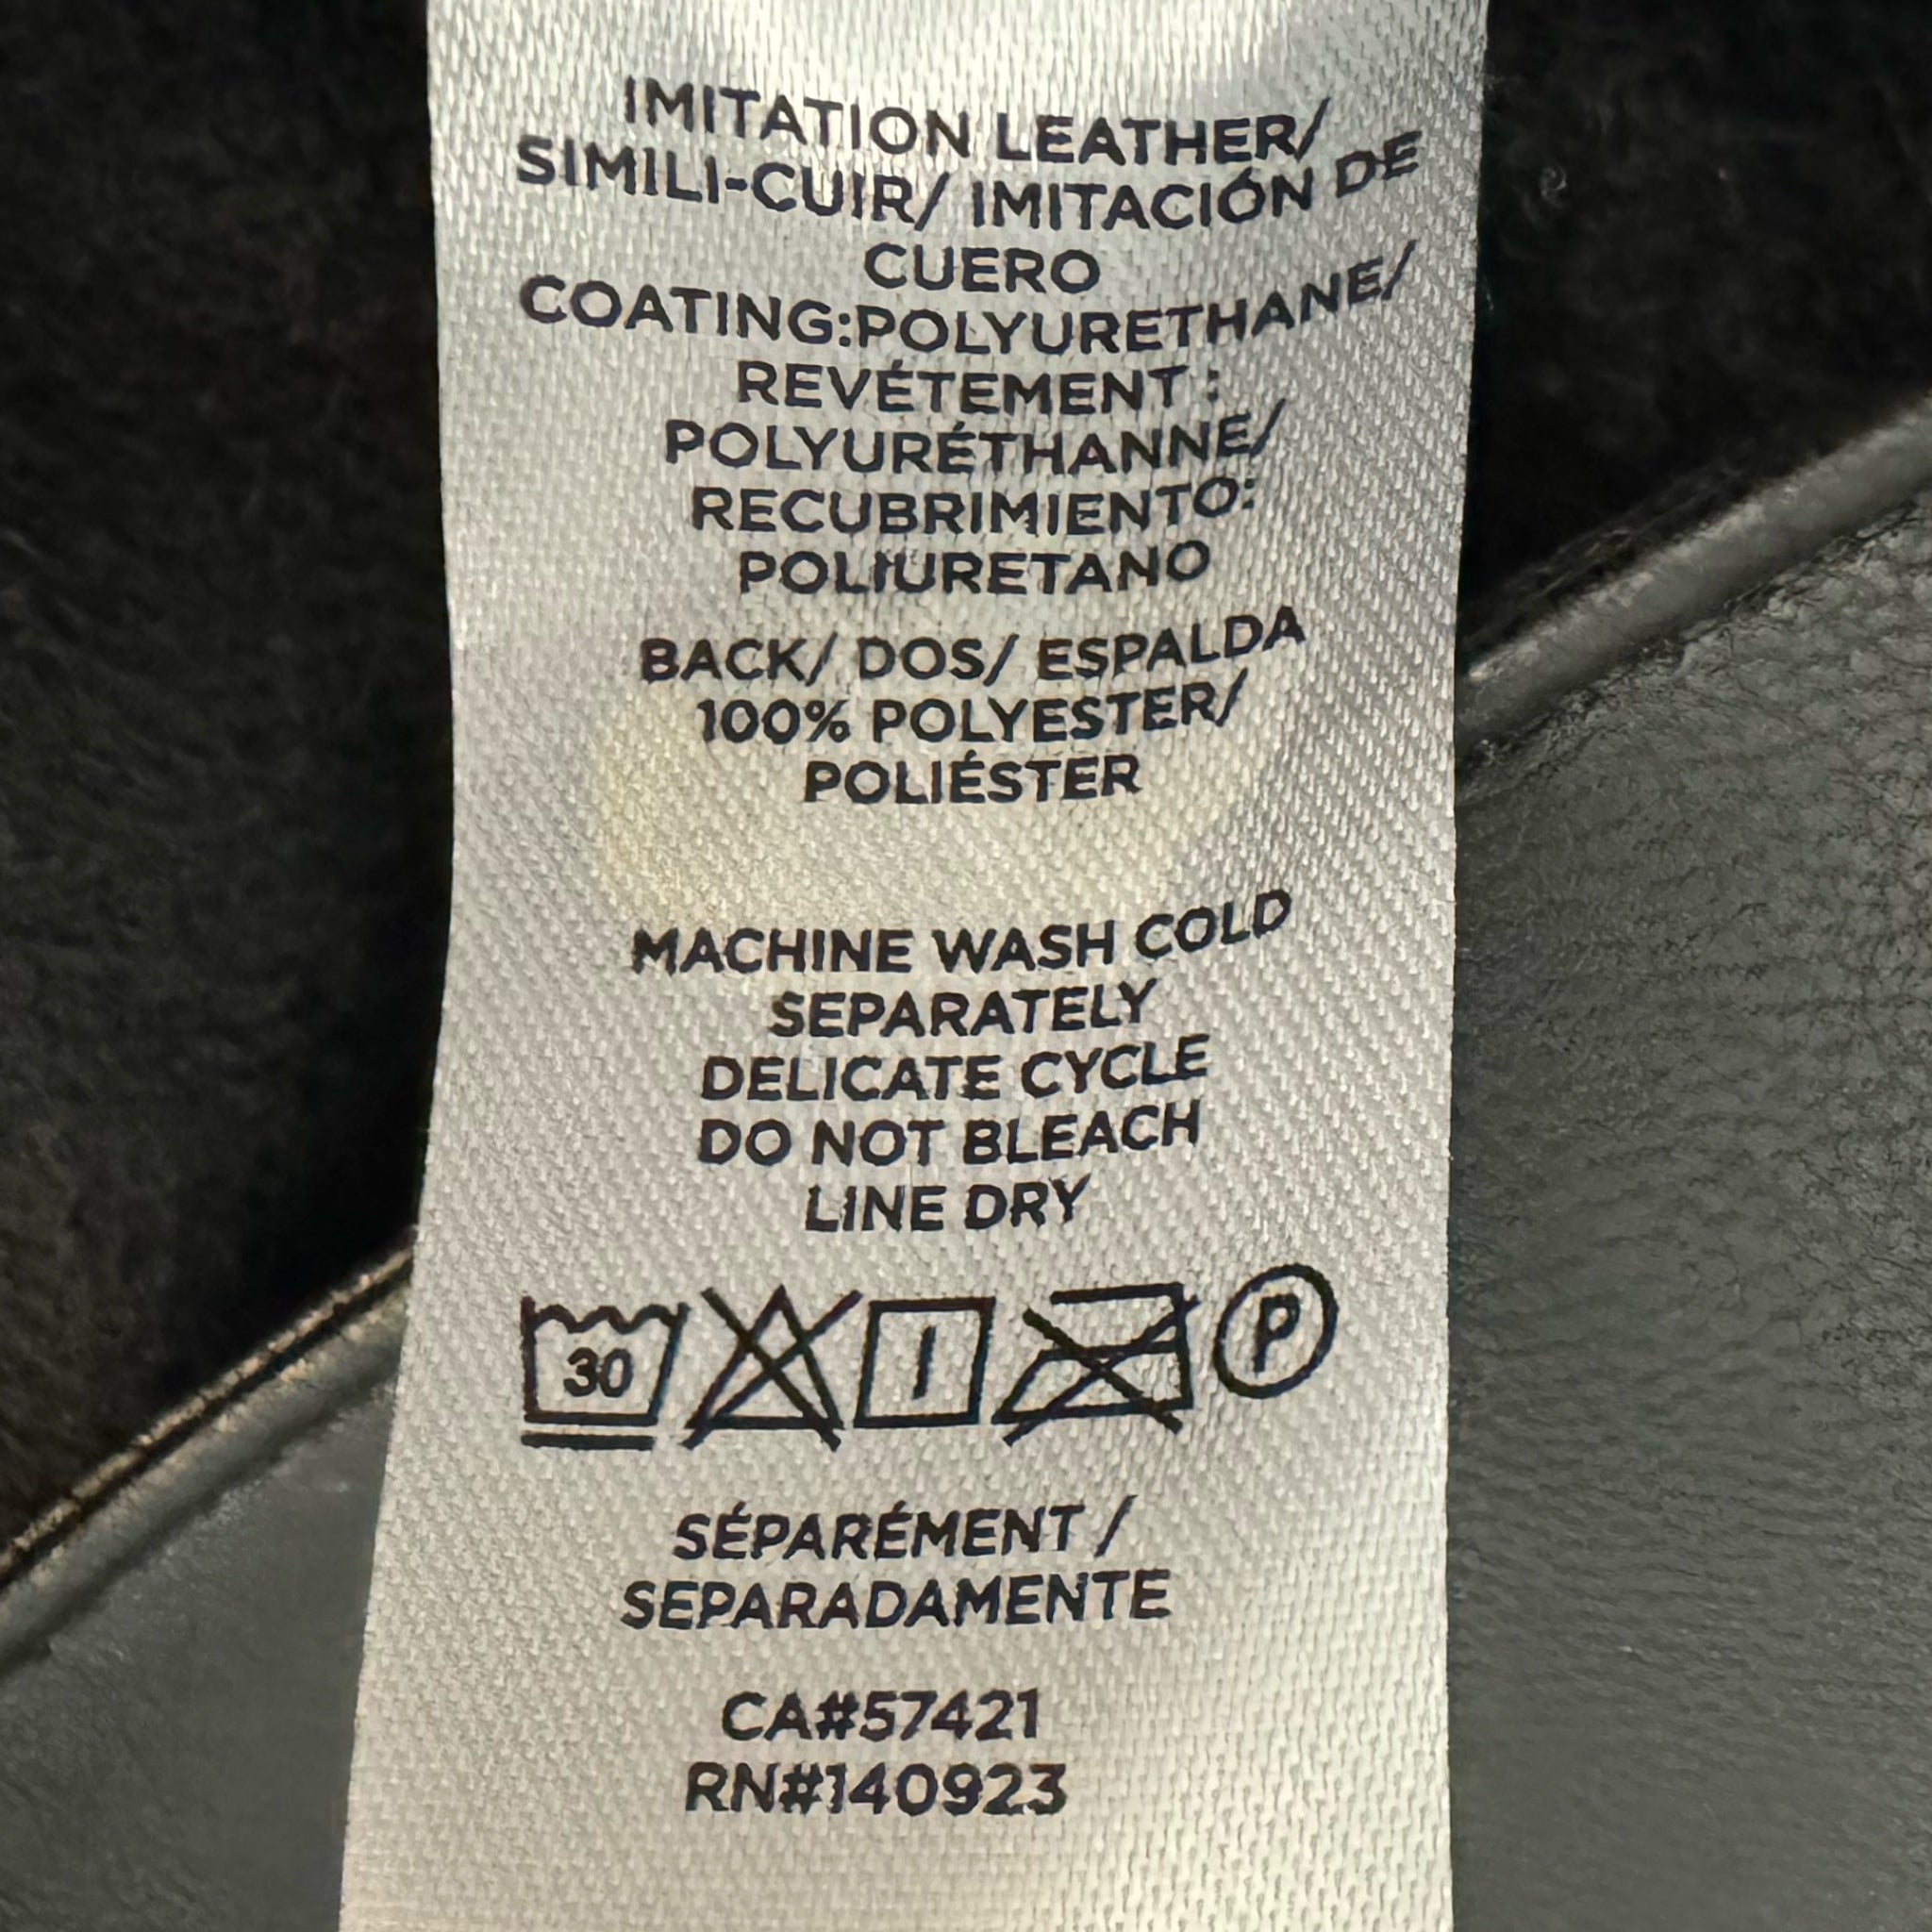 IMITATION LEATHER/
SIMILI-CUIR/ IMITACIÓN DE
CUERO
COATING:POLYURETHANE/
REVÉTEMENT :
POLYURÉTHANNE/
RECUBRIMIENTO:
POLIURETANO
BACK/ DOS/ ESPALDA
100% POLYESTER/
POLIÉSTER
MACHINE WASH COLD
SEPARATELY
DELICATE CYCLE
DO NOT BLEACH
LINE DRY
30 P
SÉPARÉMENT /
SEPARADAMENTE
CA#57421
RN#140923